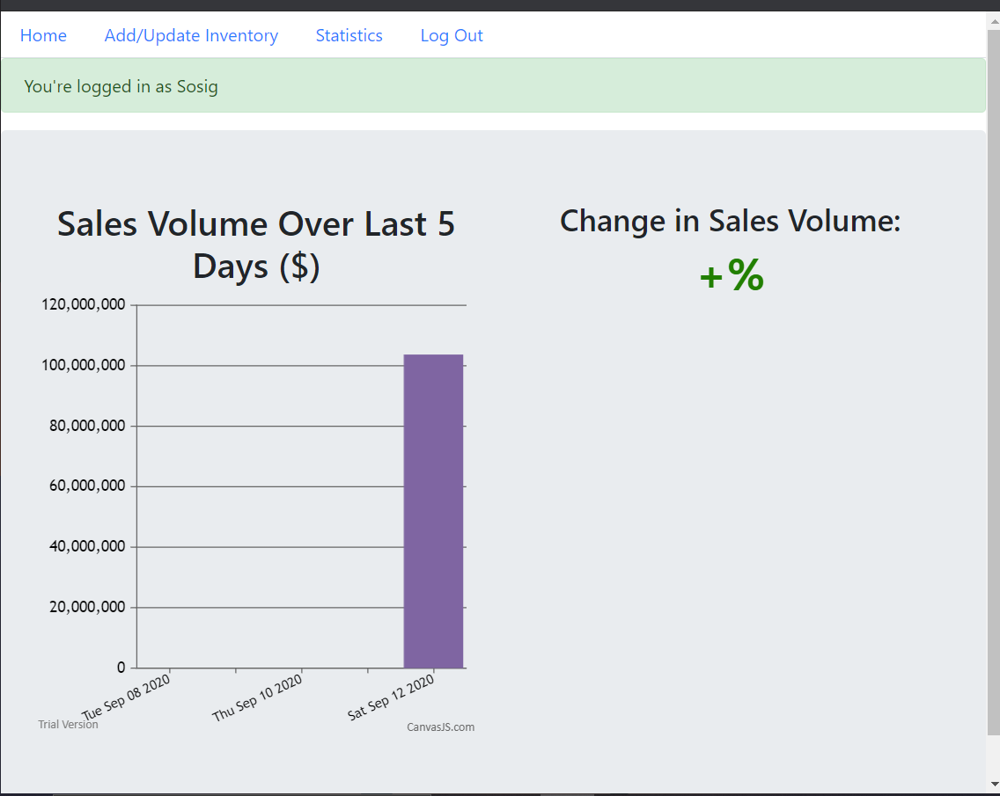 Home Add/Update Inventory Statistics Log Out
You're logged in as Sosig
Sales Volume Over Last 5
Days ($)
120,000,000
100,000,000
80,000,000
60,000,000
40,000,000
20,000,000
0
Tue Sep 08 2020 Thu Sep 10 2020 Sat Sep 12 2020
Trial Version CanvasJS.com
Change in Sales Volume:
+%